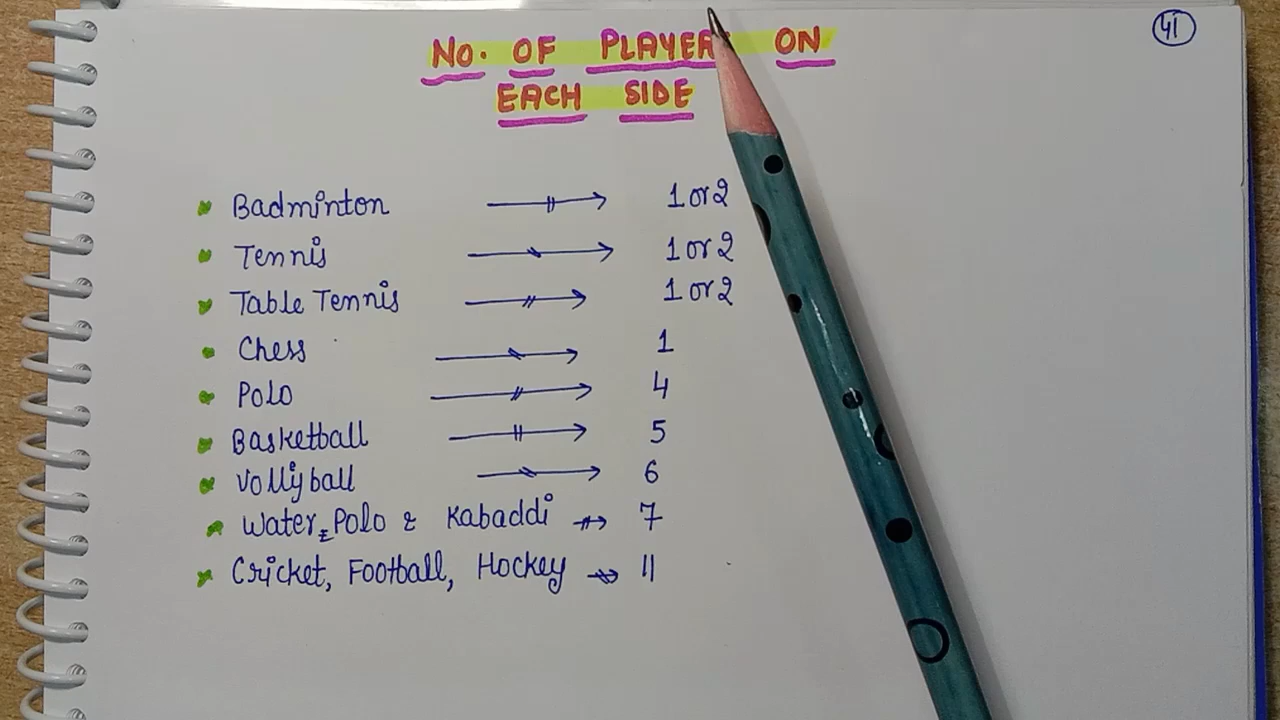 41
NO. OF PLAYER ON
EACH SIDE
Badminton 1 or 2
Tennis 1 or 2
Table Tennis 1 or 2
Chess 1
Polo 4
Basketball 5
Vollyball 6
Water Polo & Kabaddi 7
Cricket, Football, Hockey 11